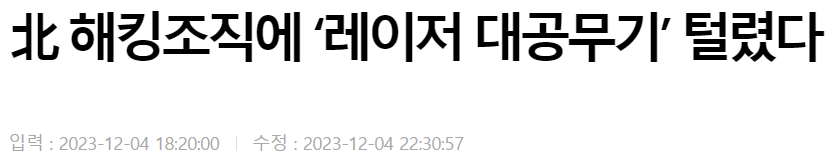 北 해킹조직에 ‘레이저 대공무기’ 털렸다
입력 : 2023-12-04 18:20:00 | 수정 : 2023-12-04 22:30:57